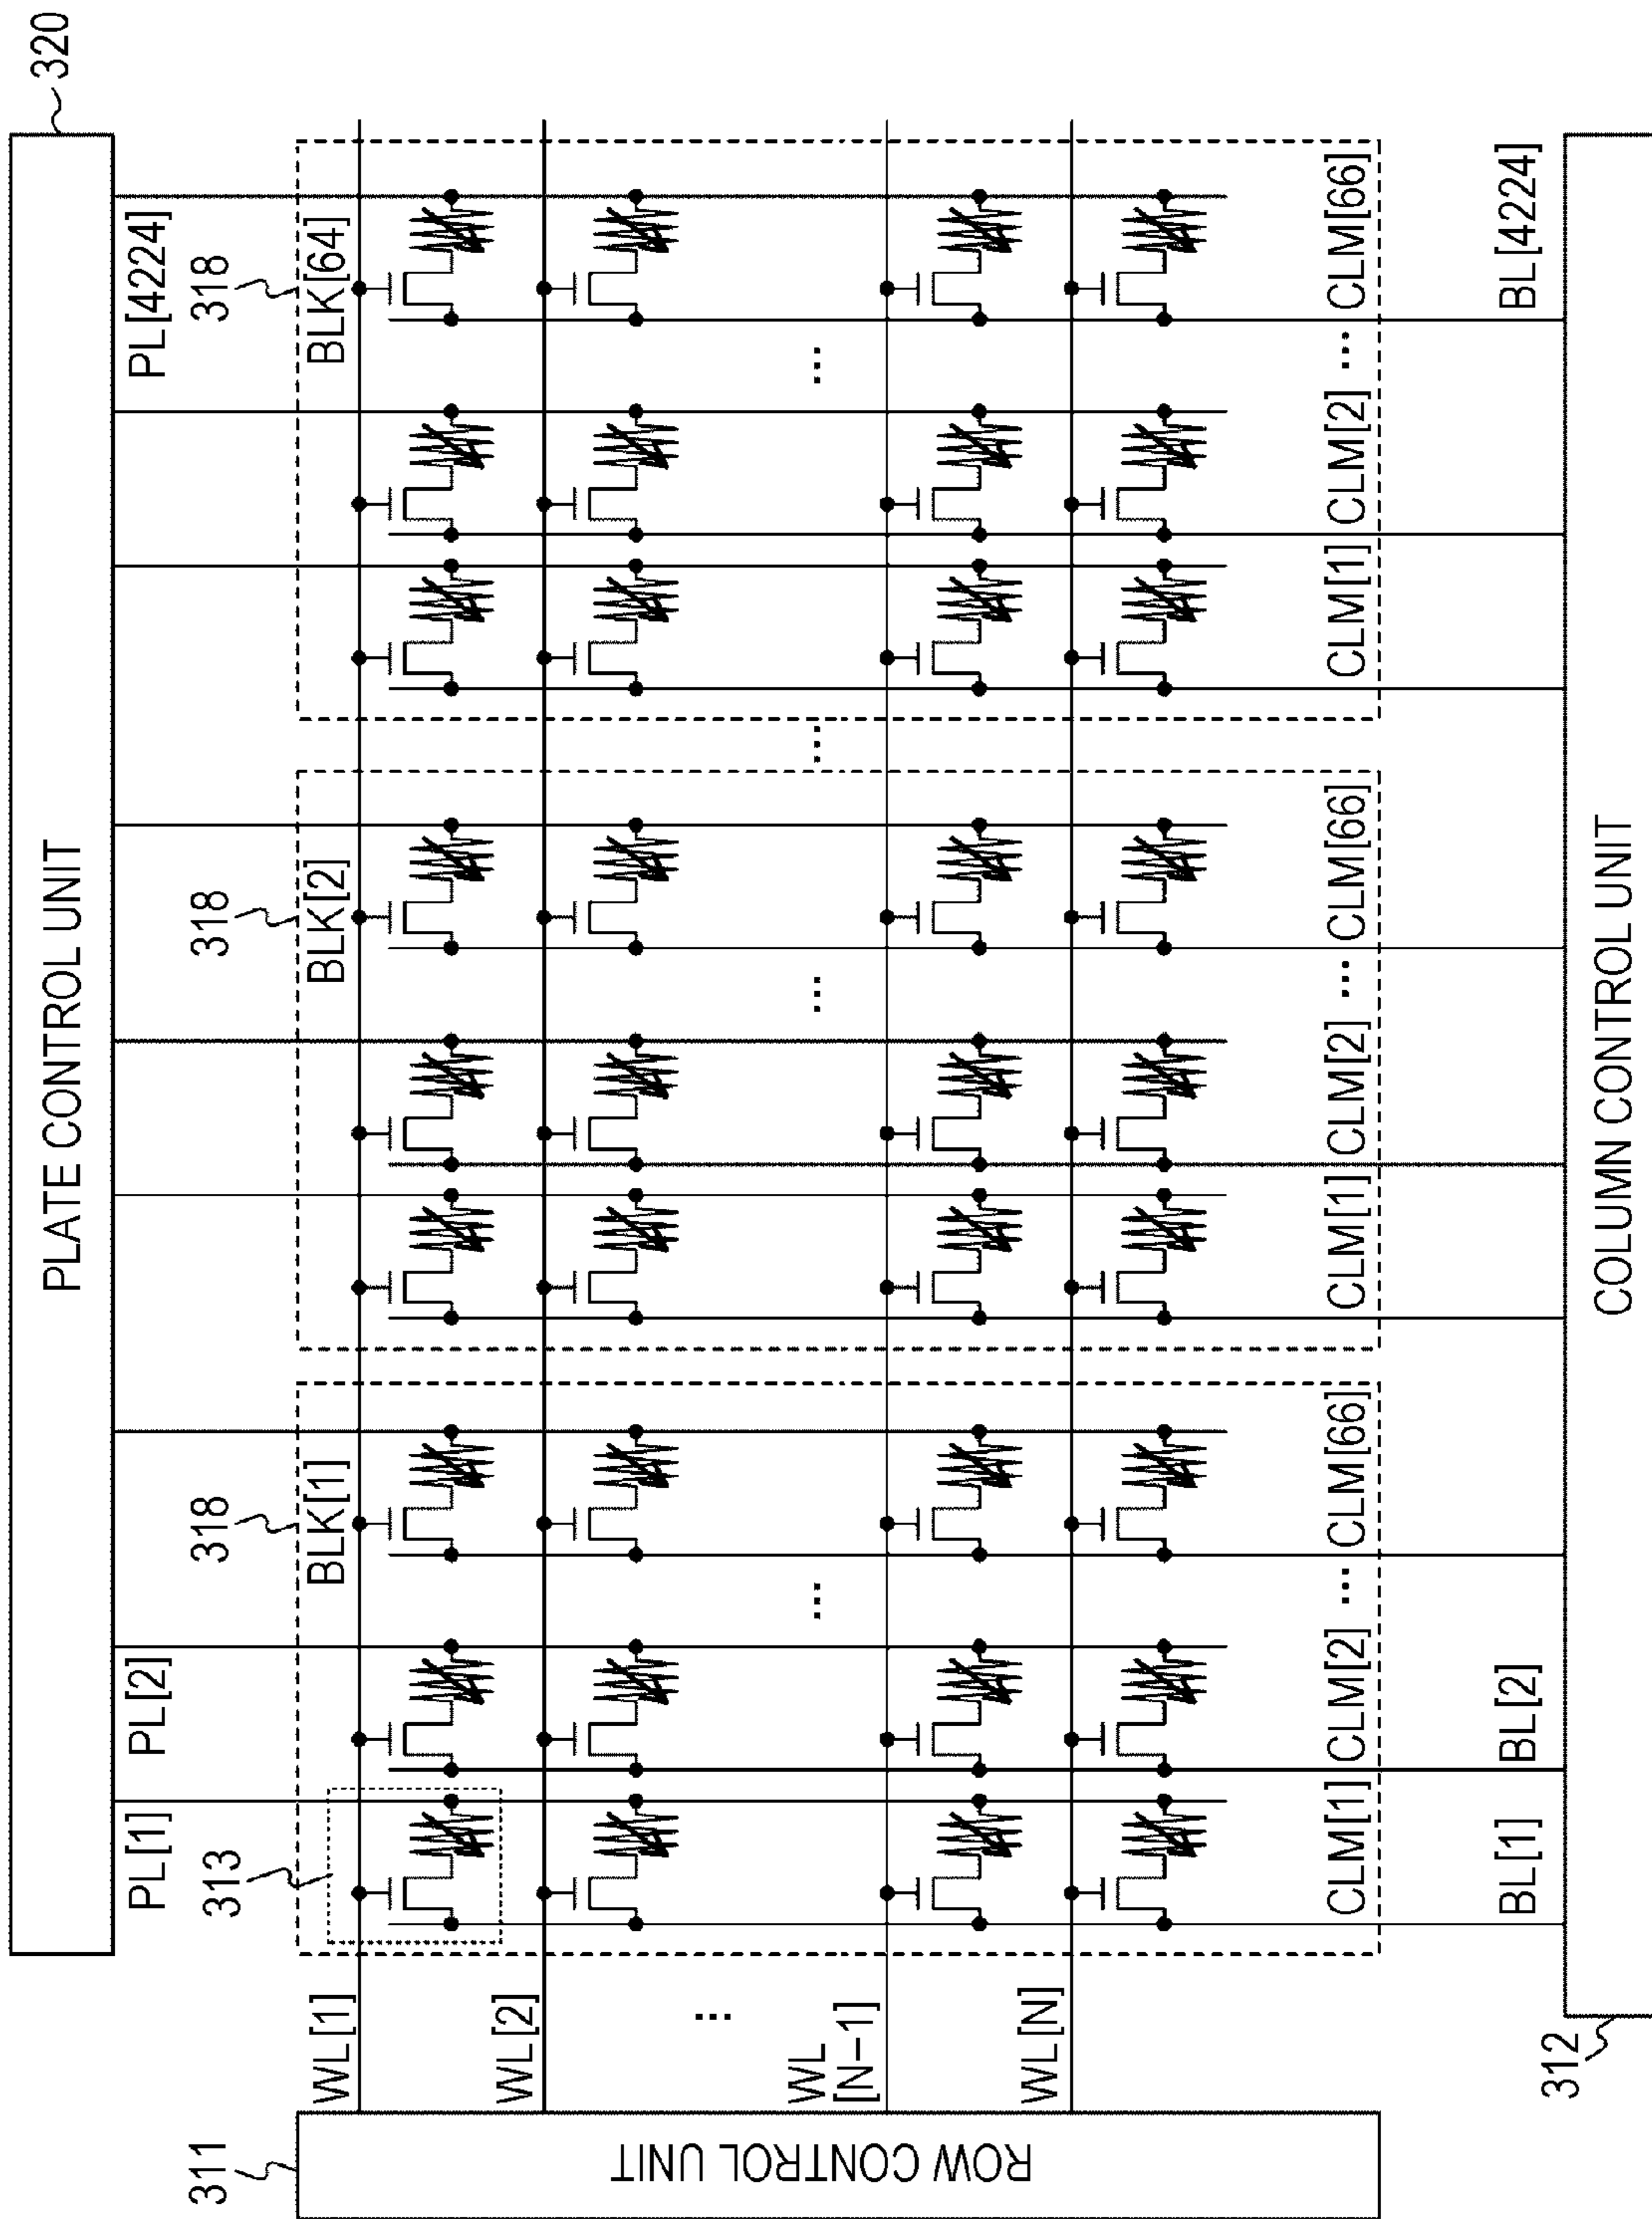 PLATE CONTROL UNIT
320
PL[1]
PL[2]
PL[4224]
313
318
318
318
BLK[1]
BLK[2]
BLK[64]
311
ROW CONTROL UNIT
WL[1]
WL[2]
...
WL
[N-1]
WL[N]
...
...
...
...
CLM[1]
CLM[2]
...
CLM[66]
CLM[1]
CLM[2]
...
CLM[66]
CLM[1]
CLM[2]
...
CLM[66]
BL[1]
BL[2]
BL[4224]
312
COLUMN CONTROL UNIT